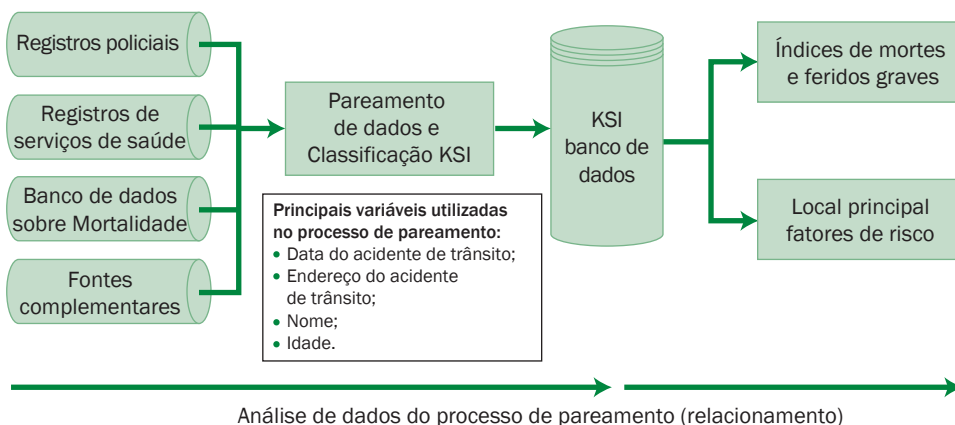 Registros policiais
Registros de
serviços de saúde
Banco de dados
sobre Mortalidade
Fontes
complementares
Pareamento
de dados e
Classificação KSI
Principais variáveis utilizadas
no processo de pareamento:
• Data do acidente de trânsito;
• Endereço do acidente
de trânsito;
• Nome;
• Idade.
KSI
banco de
dados
Índices de mortes
e feridos graves
Local principal
fatores de risco
Análise de dados do processo de pareamento (relacionamento)